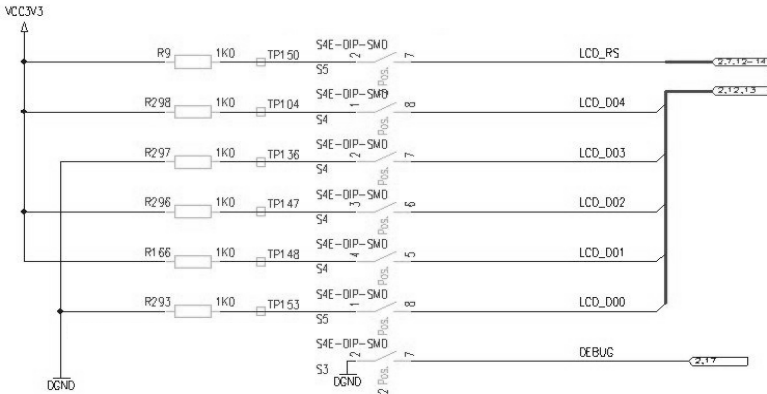 VCC3V3
R9 1K0 TP150 S4E-DIP-SMD 2 7 LCD_RS 2,7,12-14
S5 Pos.
R298 1K0 TP104 S4E-DIP-SMD 1 8 LCD_D04 2,12,13
S4 Pos.
R297 1K0 TP136 S4E-DIP-SMD 2 7 LCD_D03
S4 Pos.
R296 1K0 TP147 S4E-DIP-SMD 3 6 LCD_D02
S4 Pos.
R166 1K0 TP148 S4E-DIP-SMD 4 5 LCD_D01
S4 Pos.
R293 1K0 TP153 S4E-DIP-SMD 1 8 LCD_D00
S5 Pos.
S4E-DIP-SMD 2 7 DEBUG 2,17
S3 DGND 2 Pos.
DGND